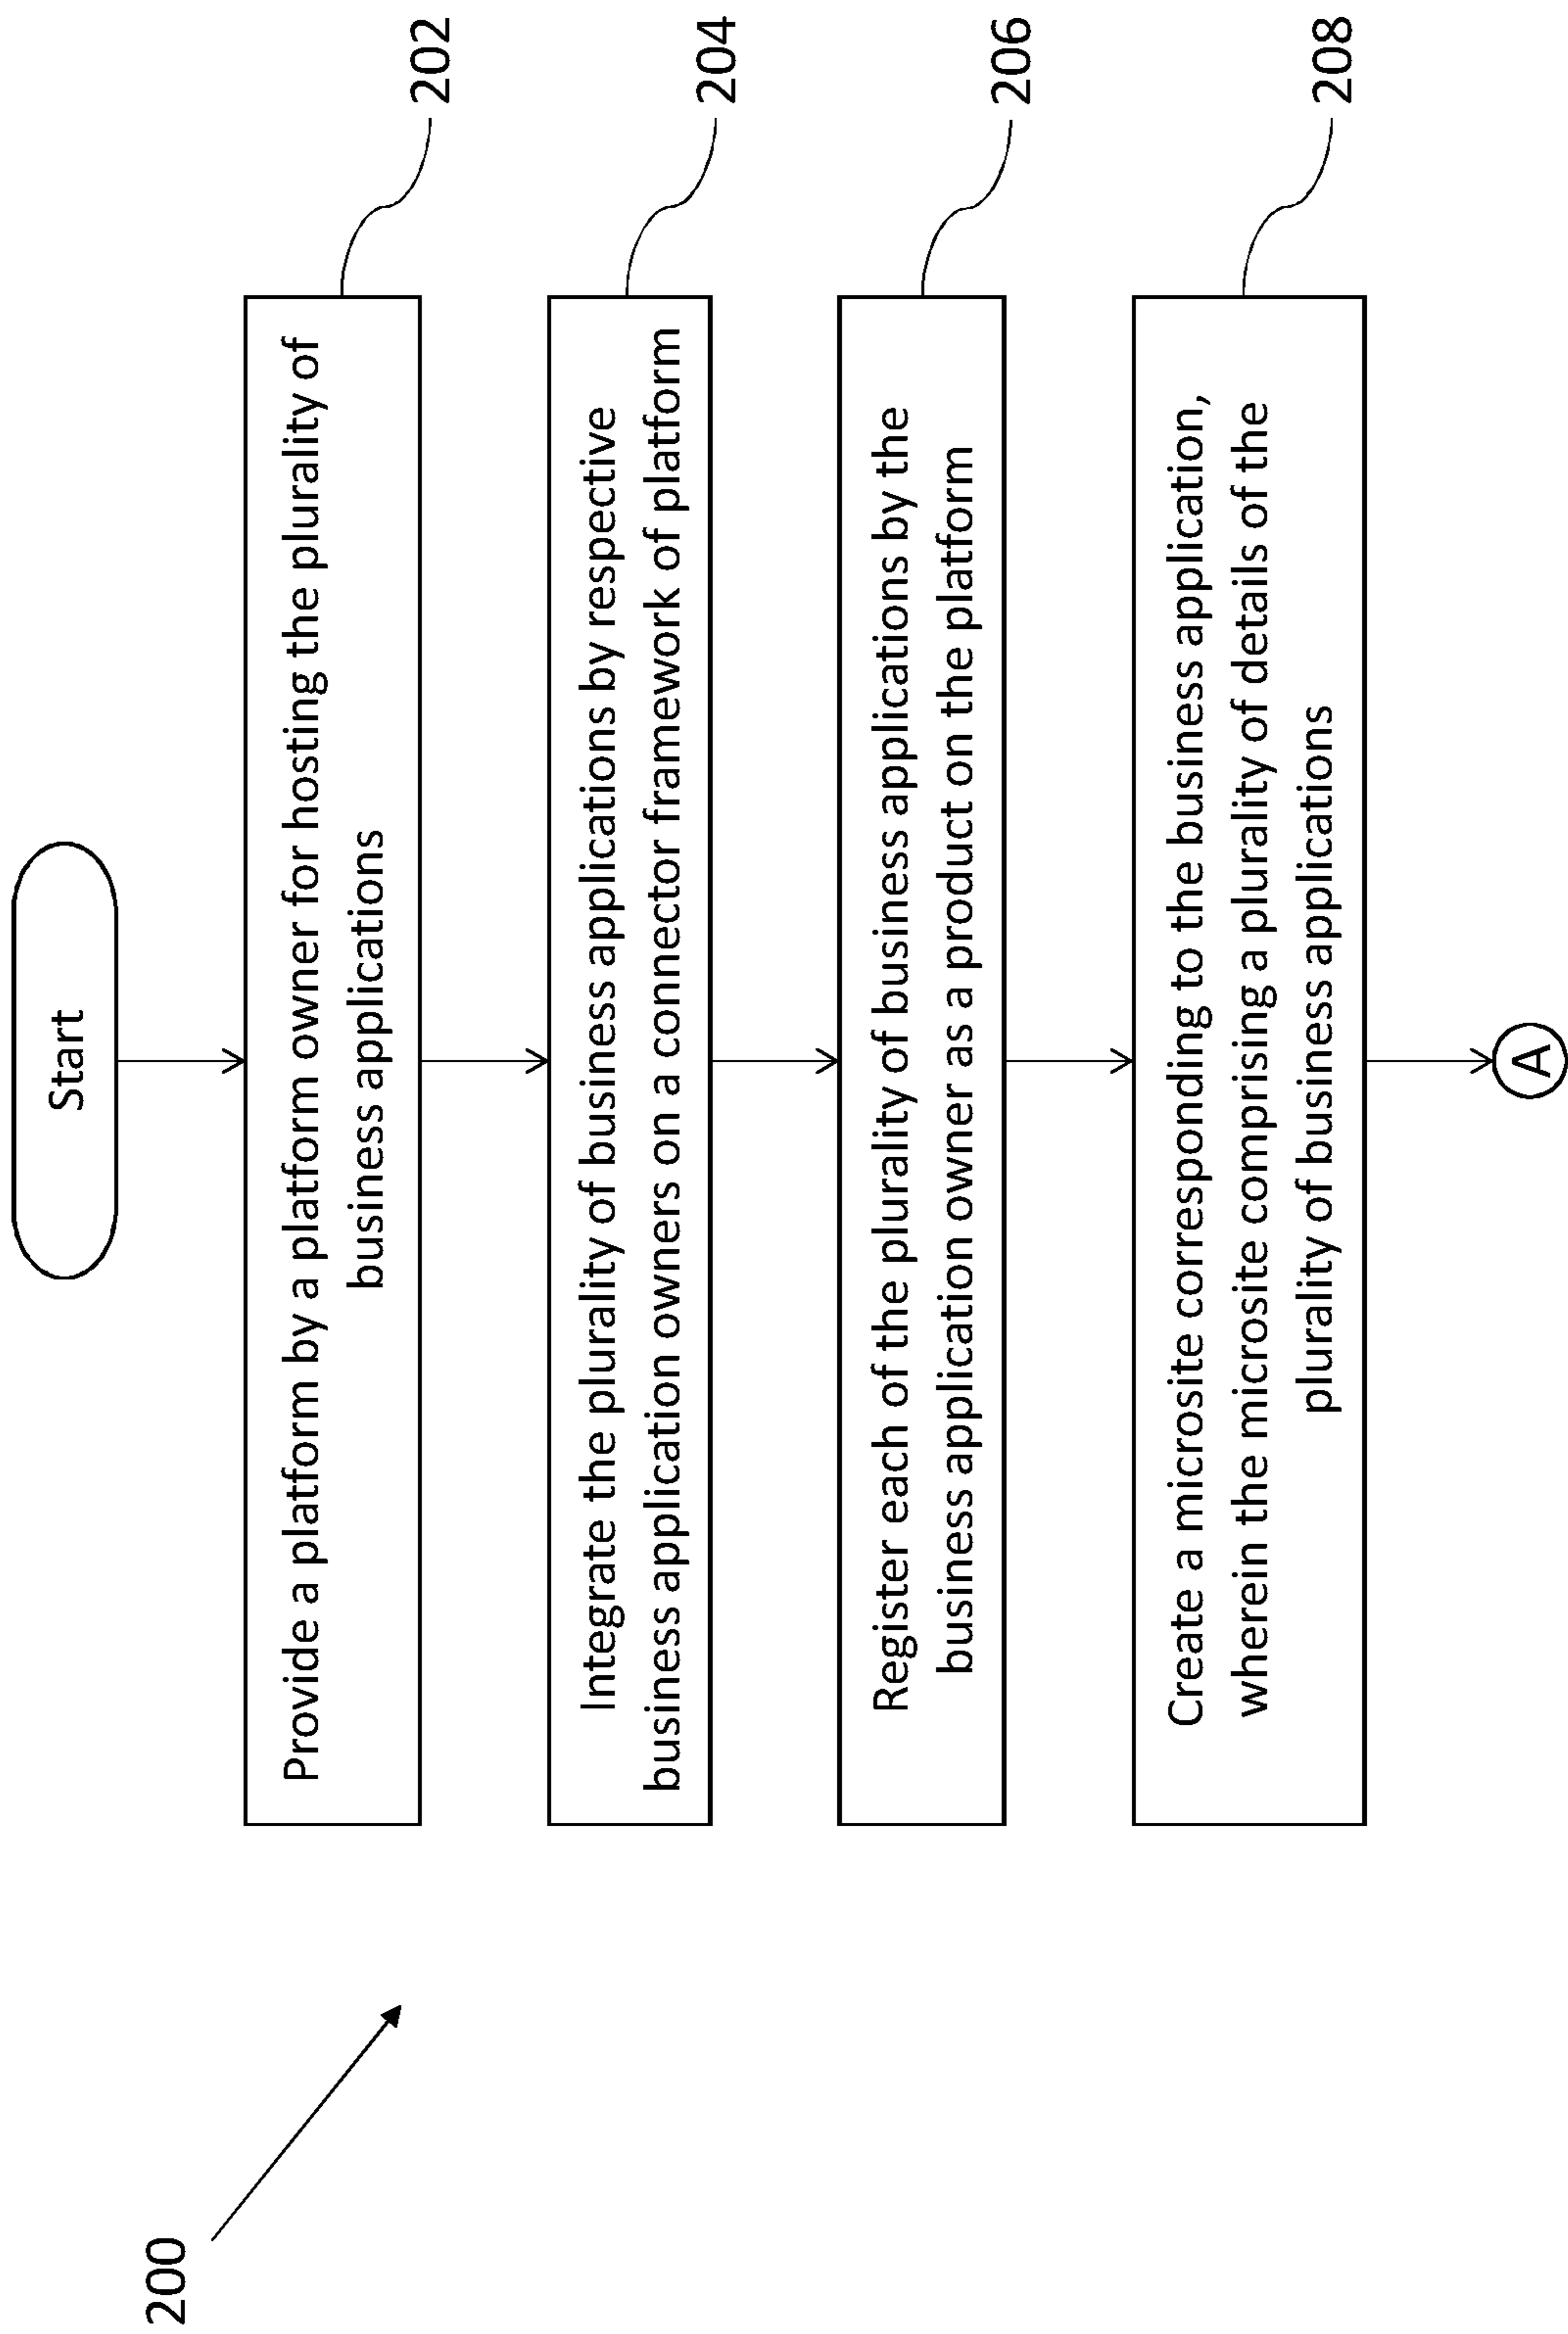 Start
Provide a platform by a platform owner for hosting the plurality of
business applications
202
Integrate the plurality of business applications by respective
business application owners on a connector framework of platform
204
Register each of the plurality of business applications by the
business application owner as a product on the platform
206
Create a microsite corresponding to the business application,
wherein the microsite comprising a plurality of details of the
plurality of business applications
208
A
200